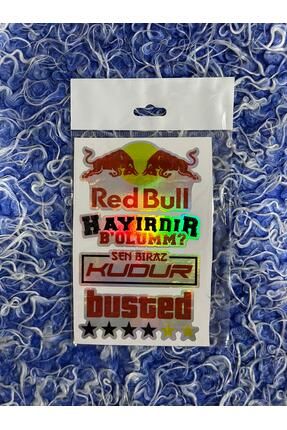 Red Bull
HAYIRDIR
B'OLUMM?
SEN BIRAZ
KUDUR
busted